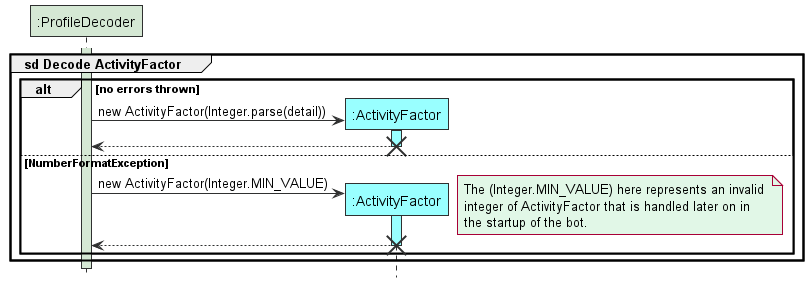 :ProfileDecoder
sd Decode ActivityFactor
alt
[no errors thrown]
new ActivityFactor(Integer.parse(detail))
:ActivityFactor
[NumberFormatException]
new ActivityFactor(Integer.MIN_VALUE)
:ActivityFactor
The (Integer.MIN_VALUE) here represents an invalid
integer of ActivityFactor that is handled later on in
the startup of the bot.